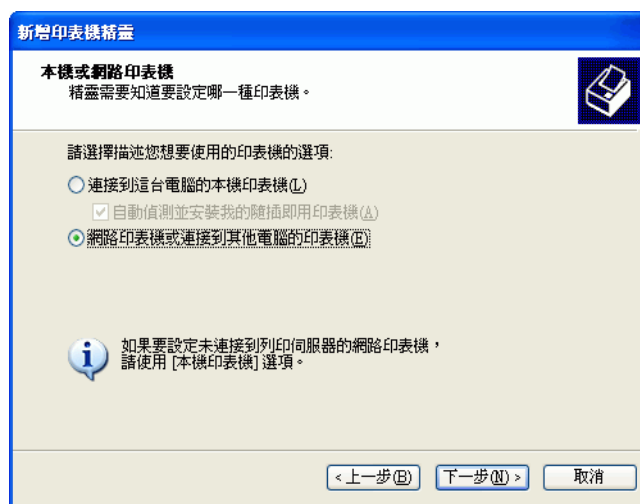 新增印表機精靈
本機或網路印表機
精靈需要知道要設定哪一種印表機。
請選擇描述您想要使用的印表機的選項:
連接到這台電腦的本機印表機(L)
自動偵測並安裝我的隨插即用印表機(A)
網路印表機或連接到其他電腦的印表機(E)
如果要設定未連接到列印伺服器的網路印表機，
請使用 [本機印表機] 選項。
<上一步(B) 下一步(N)> 取消